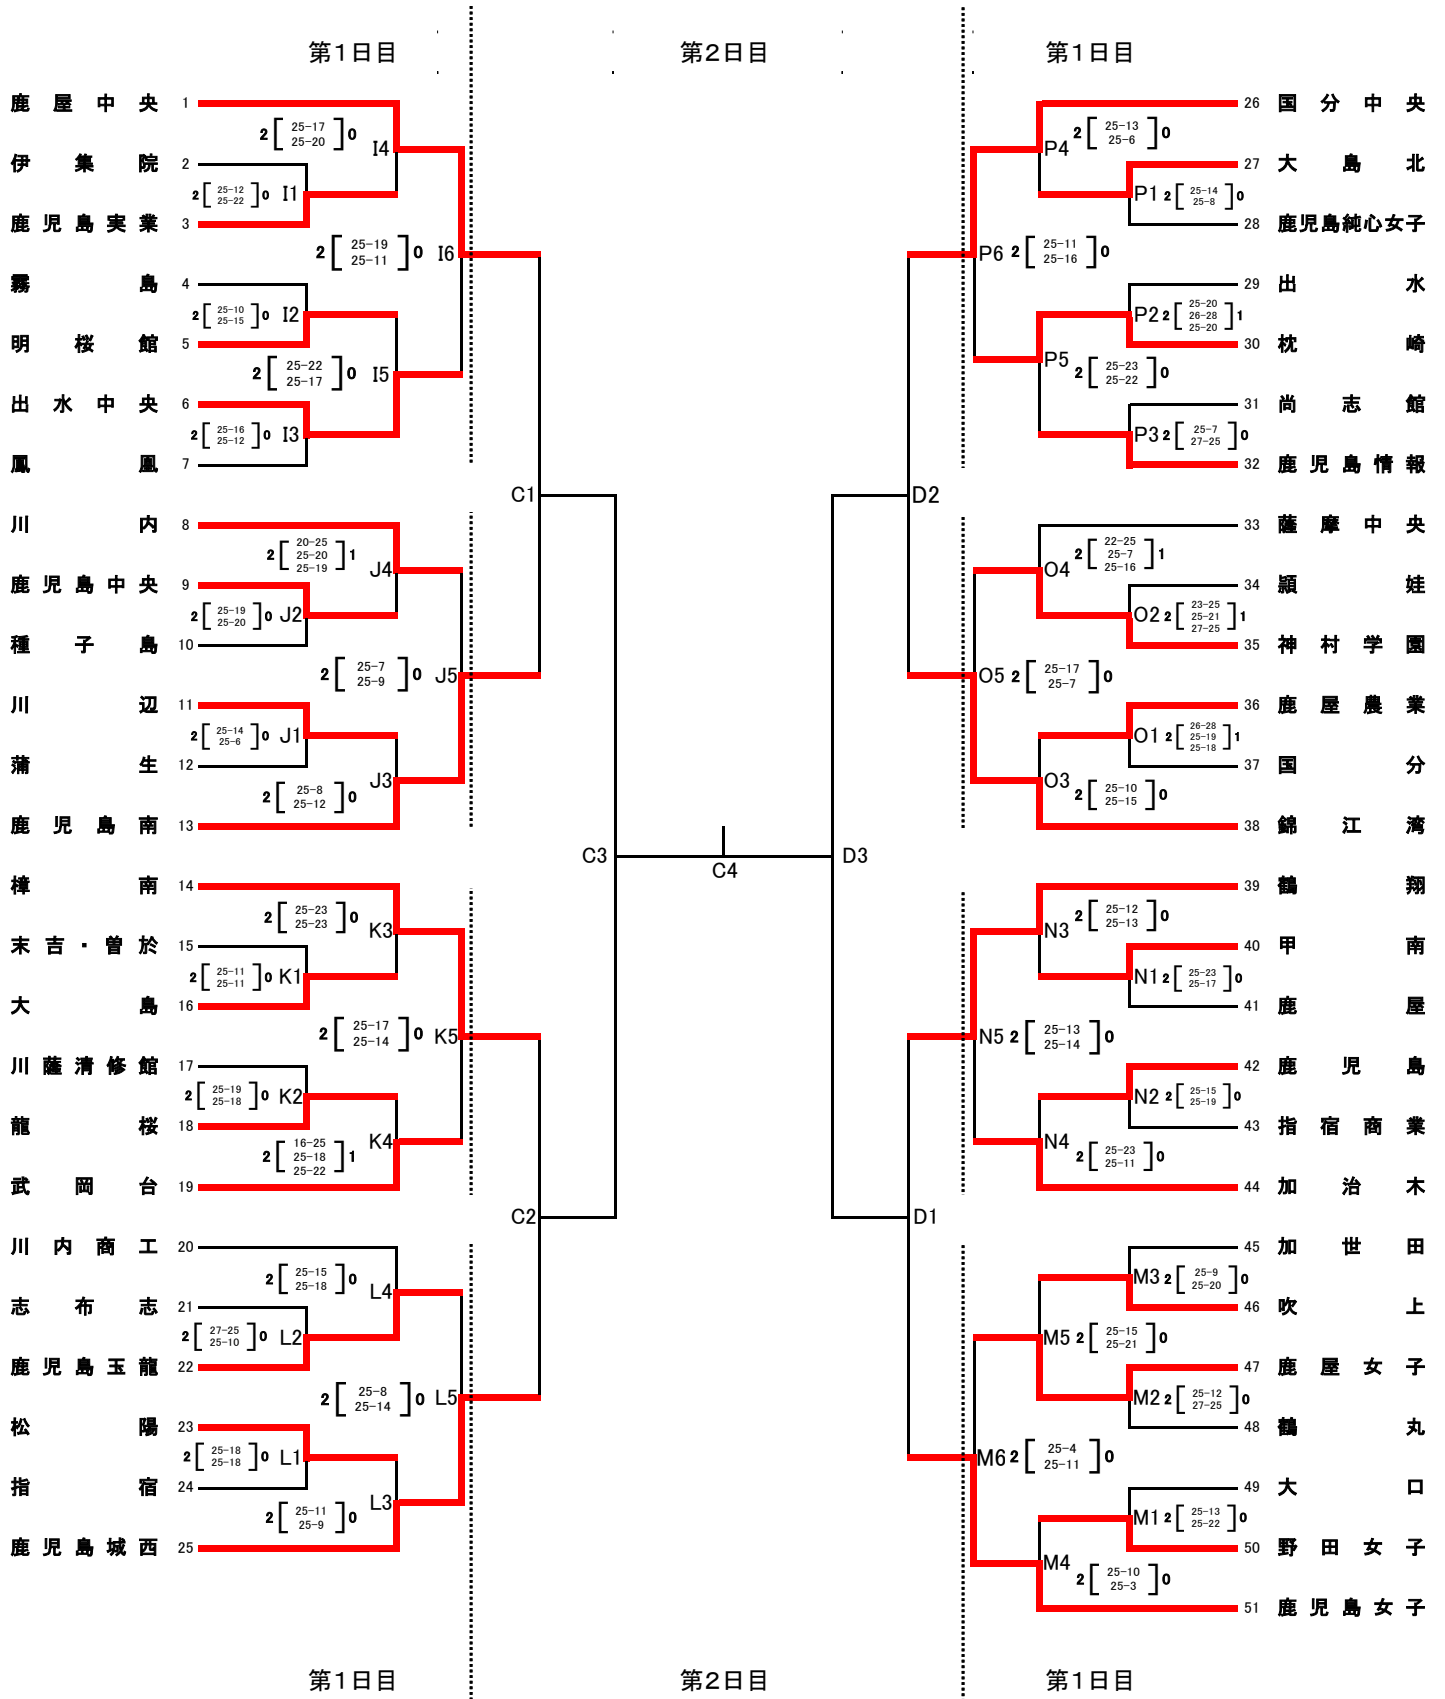 第1日目 第2日目 第1日目
鹿屋中央 1
2 [ 25-17 25-20 ] 0 I4
伊集院 2
2 [ 25-12 25-22 ] 0 I1
鹿児島実業 3
2 [ 25-19 25-11 ] 0 I6
霧島 4
2 [ 25-10 25-15 ] 0 I2
明桜館 5
2 [ 25-22 25-17 ] 0 I5
出水中央 6
2 [ 25-16 25-12 ] 0 I3
鳳凰 7
C1
川内 8
2 [ 20-25 25-20 25-19 ] 1 J4
鹿児島中央 9
2 [ 25-19 25-20 ] 0 J2
種子島 10
2 [ 25-7 25-9 ] 0 J5
川辺 11
2 [ 25-14 25-6 ] 0 J1
蒲生 12
2 [ 25-8 25-12 ] 0 J3
鹿児島南 13
C3
C4
樟南 14
2 [ 25-23 25-23 ] 0 K3
末吉・曽於 15
2 [ 25-11 25-11 ] 0 K1
大島 16
2 [ 25-17 25-14 ] 0 K5
川薩清修館 17
2 [ 25-19 25-18 ] 0 K2
龍桜 18
2 [ 16-25 25-18 25-22 ] 1 K4
武岡台 19
C2
川内商工 20
2 [ 25-15 25-18 ] 0 L4
志布志 21
2 [ 27-25 25-10 ] 0 L2
鹿児島玉龍 22
2 [ 25-8 25-14 ] 0 L5
松陽 23
2 [ 25-18 25-18 ] 0 L1
指宿 24
2 [ 25-11 25-9 ] 0 L3
鹿児島城西 25
26 国分中央
P4 2 [ 25-13 25-6 ] 0
27 大島北
P1 2 [ 25-14 25-8 ] 0
28 鹿児島純心女子
P6 2 [ 25-11 25-16 ] 0
29 出水
P2 2 [ 25-20 26-28 25-20 ] 1
30 枕崎
P5 2 [ 25-23 25-22 ] 0
31 尚志館
P3 2 [ 25-7 27-25 ] 0
32 鹿児島情報
D2
33 薩摩中央
O4 2 [ 22-25 25-7 25-16 ] 1
34 頴娃
O2 2 [ 23-25 25-21 27-25 ] 1
35 神村学園
O5 2 [ 25-17 25-7 ] 0
36 鹿屋農業
O1 2 [ 26-28 25-19 25-18 ] 1
37 国分
O3 2 [ 25-10 25-15 ] 0
38 錦江湾
D3
39 鶴翔
N3 2 [ 25-12 25-13 ] 0
40 甲南
N1 2 [ 25-23 25-17 ] 0
41 鹿屋
N5 2 [ 25-13 25-14 ] 0
42 鹿児島
N2 2 [ 25-15 25-19 ] 0
43 指宿商業
N4 2 [ 25-23 25-11 ] 0
44 加治木
D1
45 加世田
M3 2 [ 25-9 25-20 ] 0
46 吹上
M5 2 [ 25-15 25-21 ] 0
47 鹿屋女子
M2 2 [ 25-12 27-25 ] 0
48 鶴丸
M6 2 [ 25-4 25-11 ] 0
49 大口
M1 2 [ 25-13 25-22 ] 0
50 野田女子
M4 2 [ 25-10 25-3 ] 0
51 鹿児島女子
第1日目 第2日目 第1日目